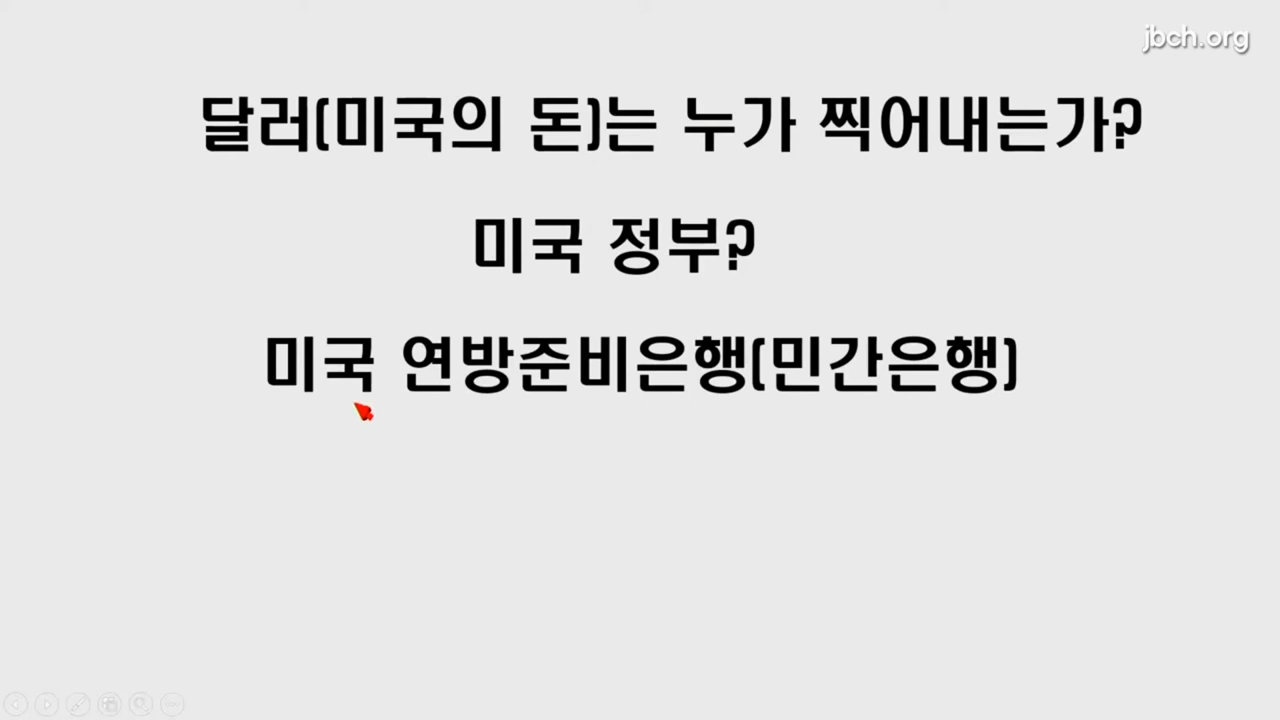 jbch.org
달러(미국의 돈)는 누가 찍어내는가?
미국 정부?
미국 연방준비은행(민간은행)